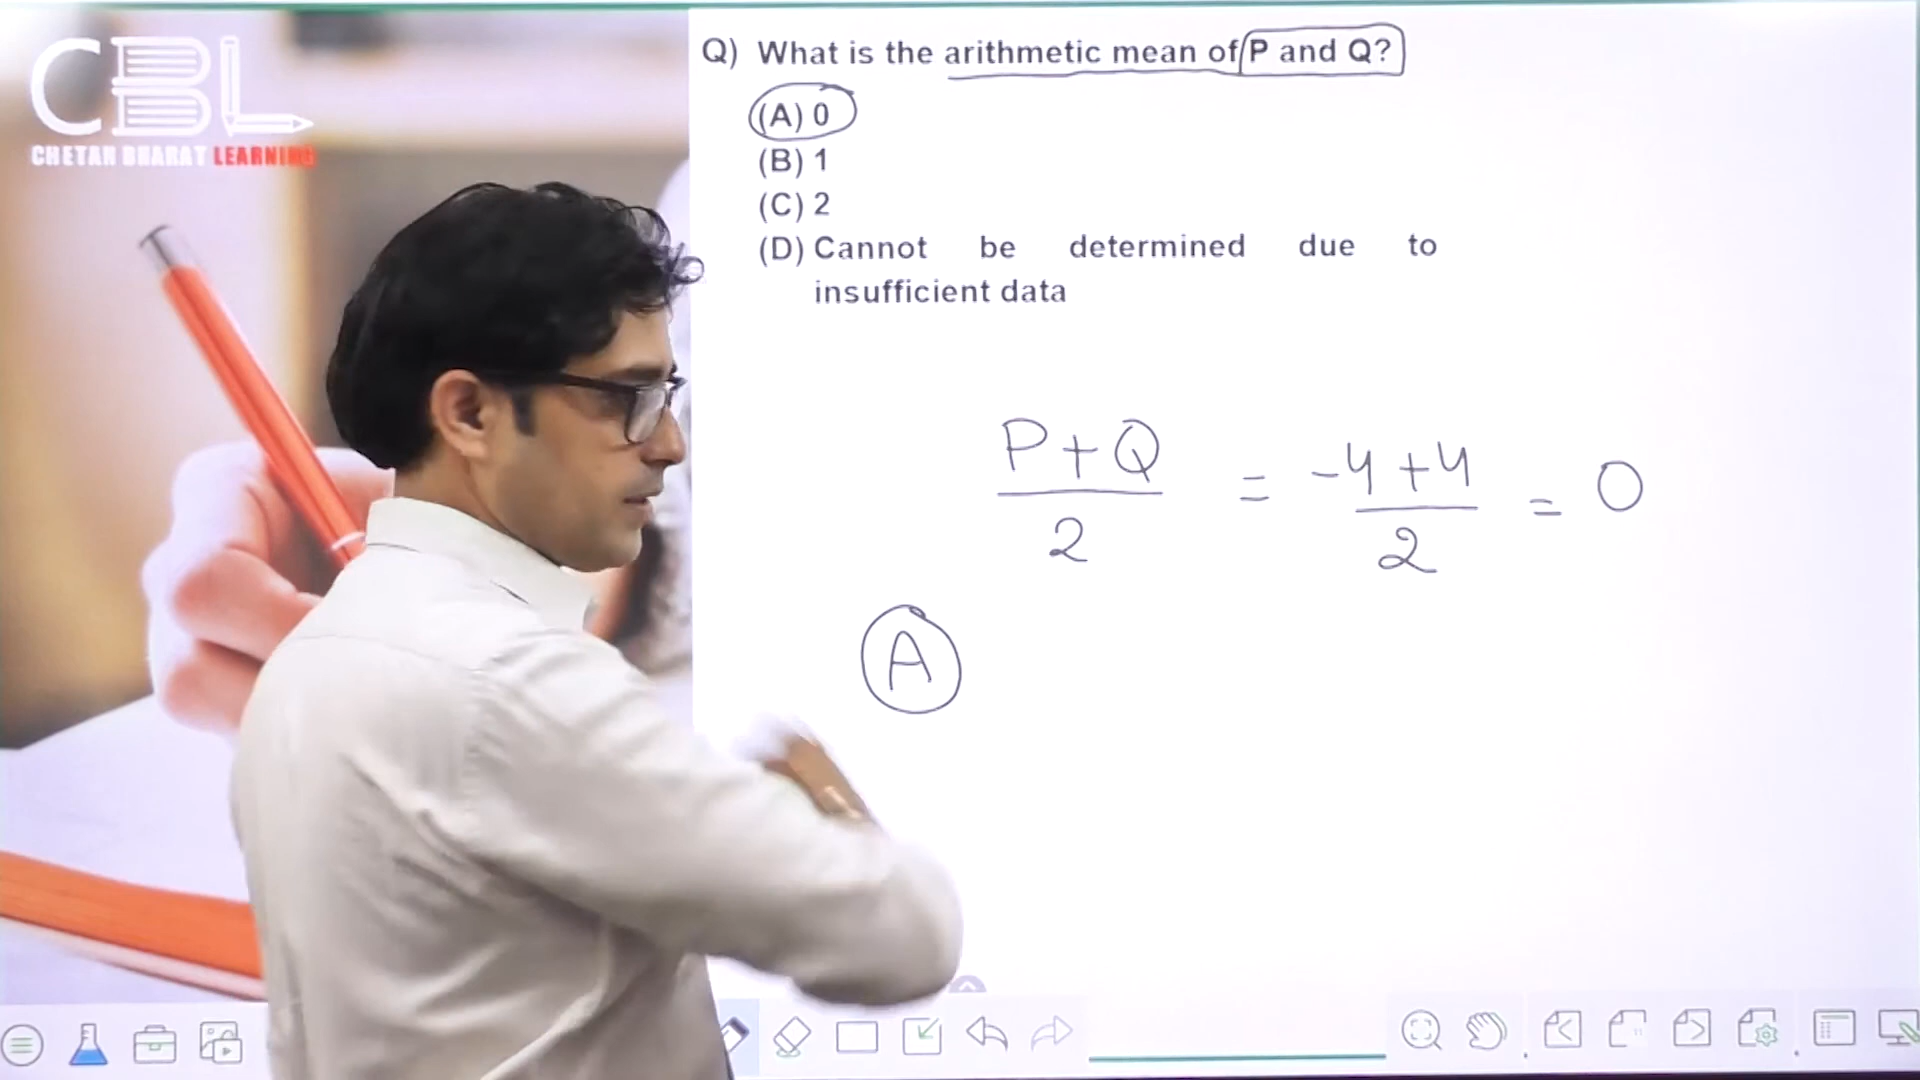 CBL
CHETAN BHARAT LEARNING
Q) What is the arithmetic mean of P and Q?
(A) 0
(B) 1
(C) 2
(D) Cannot be determined due to
insufficient data
P+Q
2
= -4+4
2
= 0
A